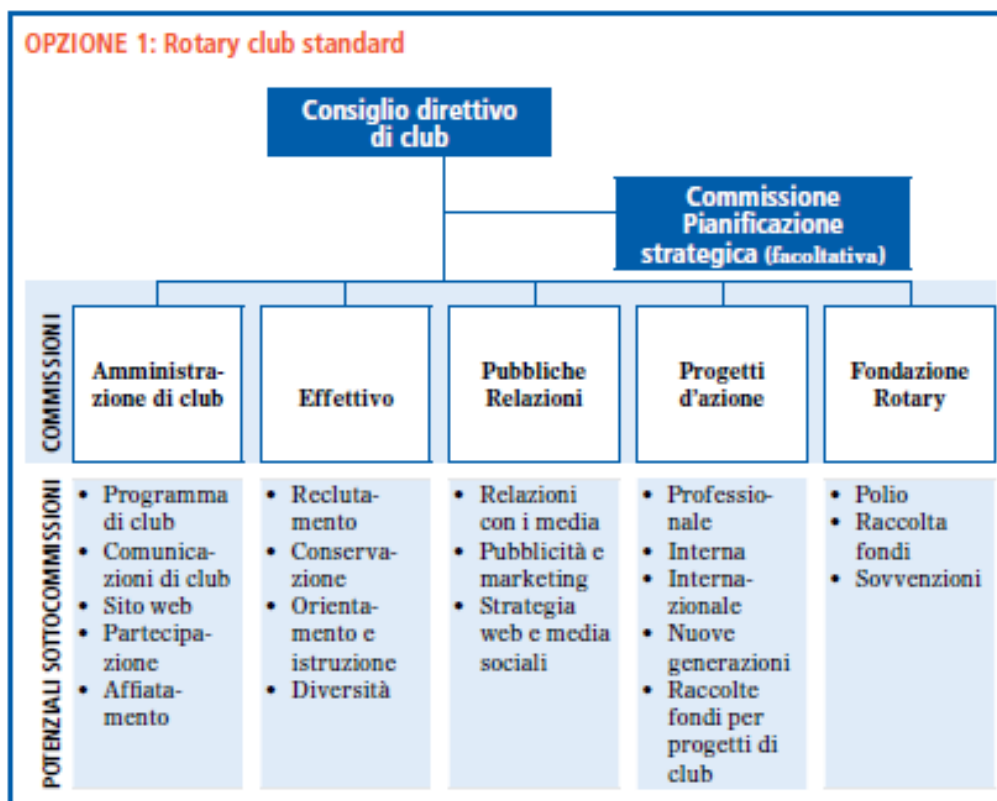 OPZIONE 1: Rotary club standard
Consiglio direttivo
di club
Commissione
Pianificazione
strategica (facoltativa)
COMMISSIONI
Amministra-
zione di club
Effettivo
Pubbliche
Relazioni
Progetti
d'azione
Fondazione
Rotary
POTENZIALI SOTTOCOMMISSIONI
• Programma
di club
• Comunica-
zioni di club
• Sito web
• Partecipa-
zione
• Affiata-
mento
• Recluta-
mento
• Conserva-
zione
• Orienta-
mento e
istruzione
• Diversità
• Relazioni
con i media
• Pubblicità e
marketing
• Strategia
web e media
sociali
• Professio-
nale
• Interna
• Interna-
zionale
• Nuove
generazioni
• Raccolte
fondi per
progetti di
club
• Polio
• Raccolta
fondi
• Sovvenzioni